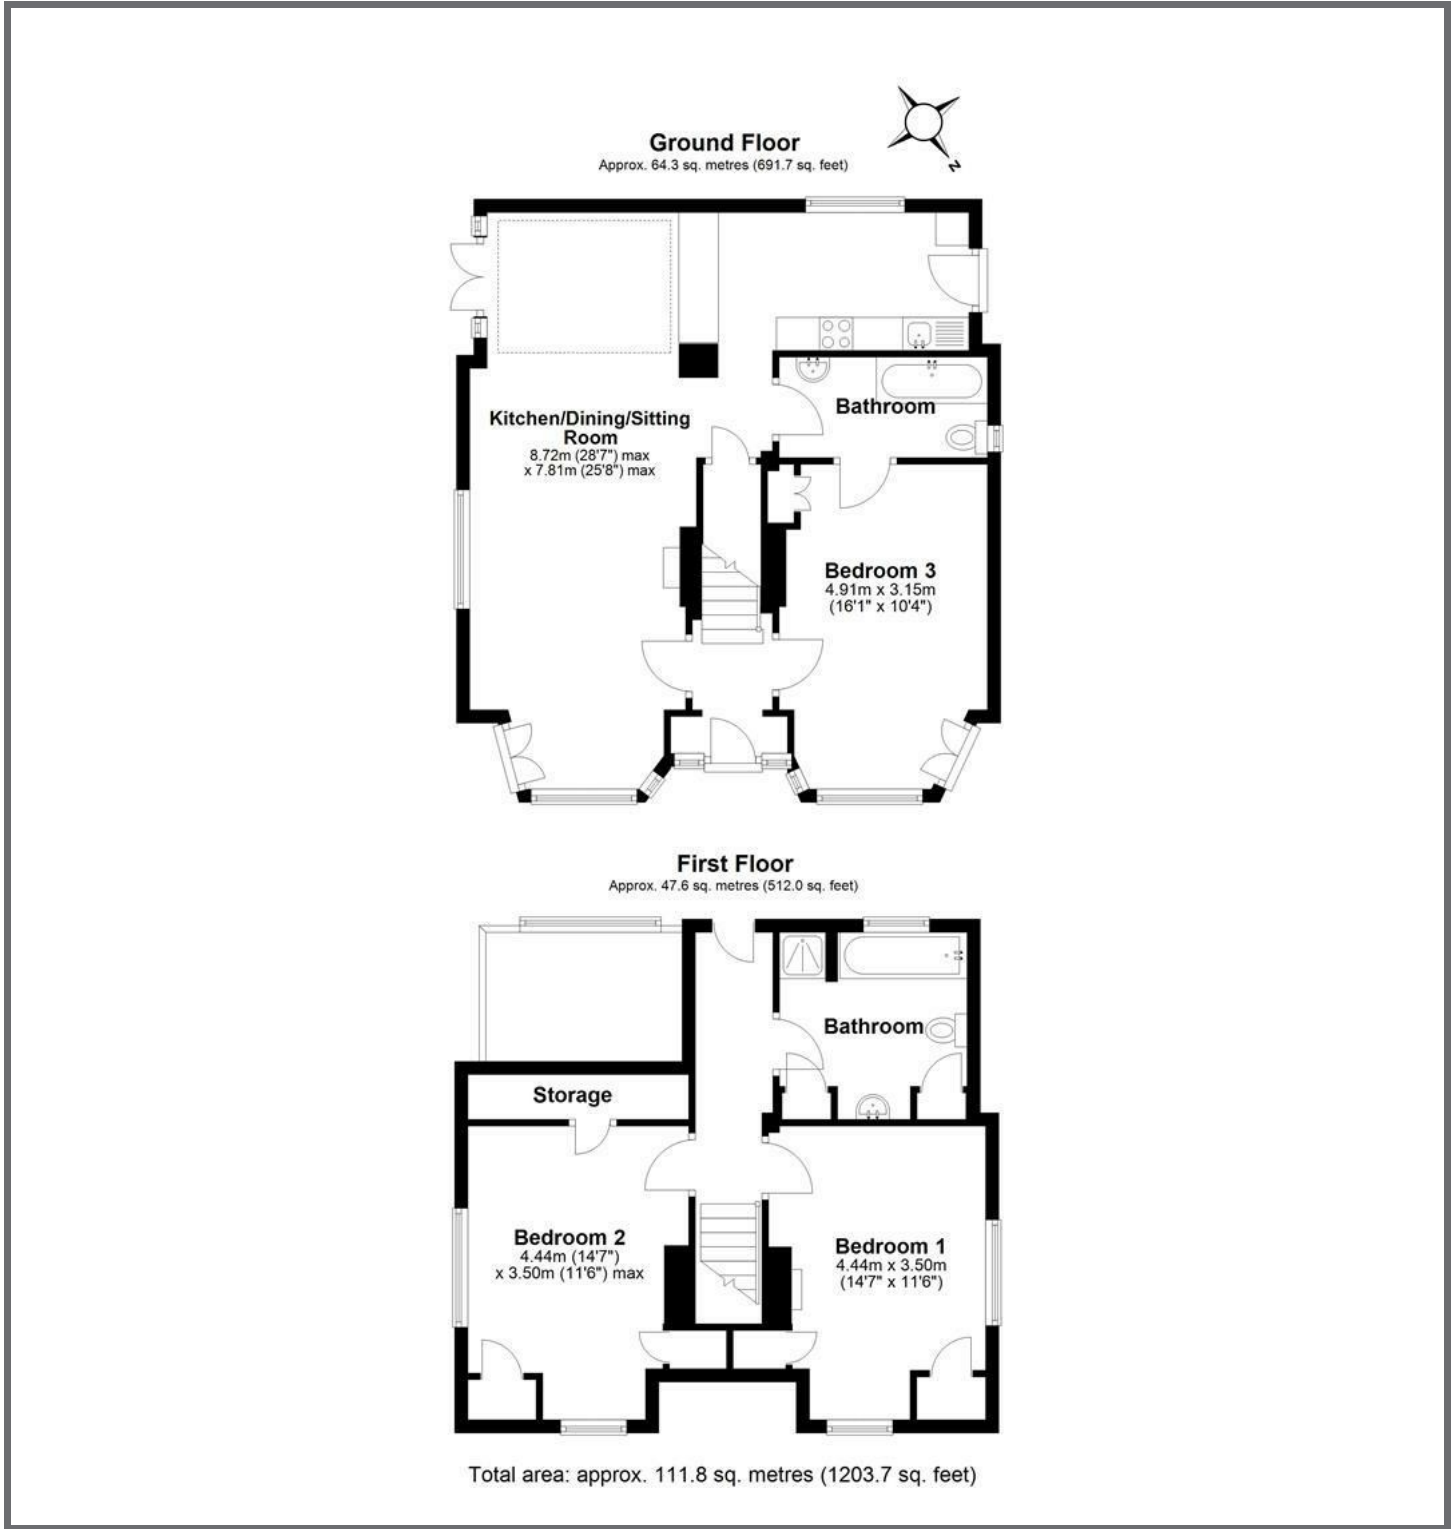 Ground Floor
Approx. 64.3 sq. metres (691.7 sq. feet)
N
Kitchen/Dining/Sitting
Room
8.72m (28'7") max
x 7.81m (25'8") max
Bathroom
Bedroom 3
4.91m x 3.15m
(16'1" x 10'4")
First Floor
Approx. 47.6 sq. metres (512.0 sq. feet)
Bathroom
Storage
Bedroom 2
4.44m (14'7")
x 3.50m (11'6") max
Bedroom 1
4.44m x 3.50m
(14'7" x 11'6")
Total area: approx. 111.8 sq. metres (1203.7 sq. feet)